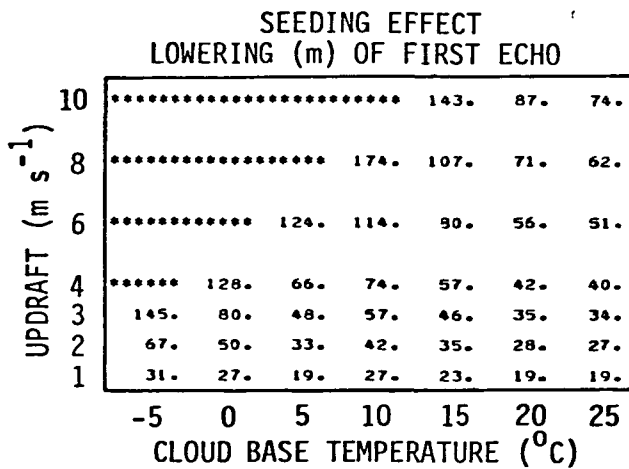 SEEDING EFFECT
LOWERING (m) OF FIRST ECHO
UPDRAFT (m s⁻¹)
10 ************************ 143. 87. 74.
8 ****************** 174. 107. 71. 62.
6 ************ 124. 114. 80. 56. 51.
4 ****** 128. 66. 74. 57. 42. 40.
3 145. 80. 48. 57. 46. 35. 34.
2 67. 50. 33. 42. 35. 28. 27.
1 31. 27. 19. 27. 23. 19. 19.
-5 0 5 10 15 20 25
CLOUD BASE TEMPERATURE (⁰C)